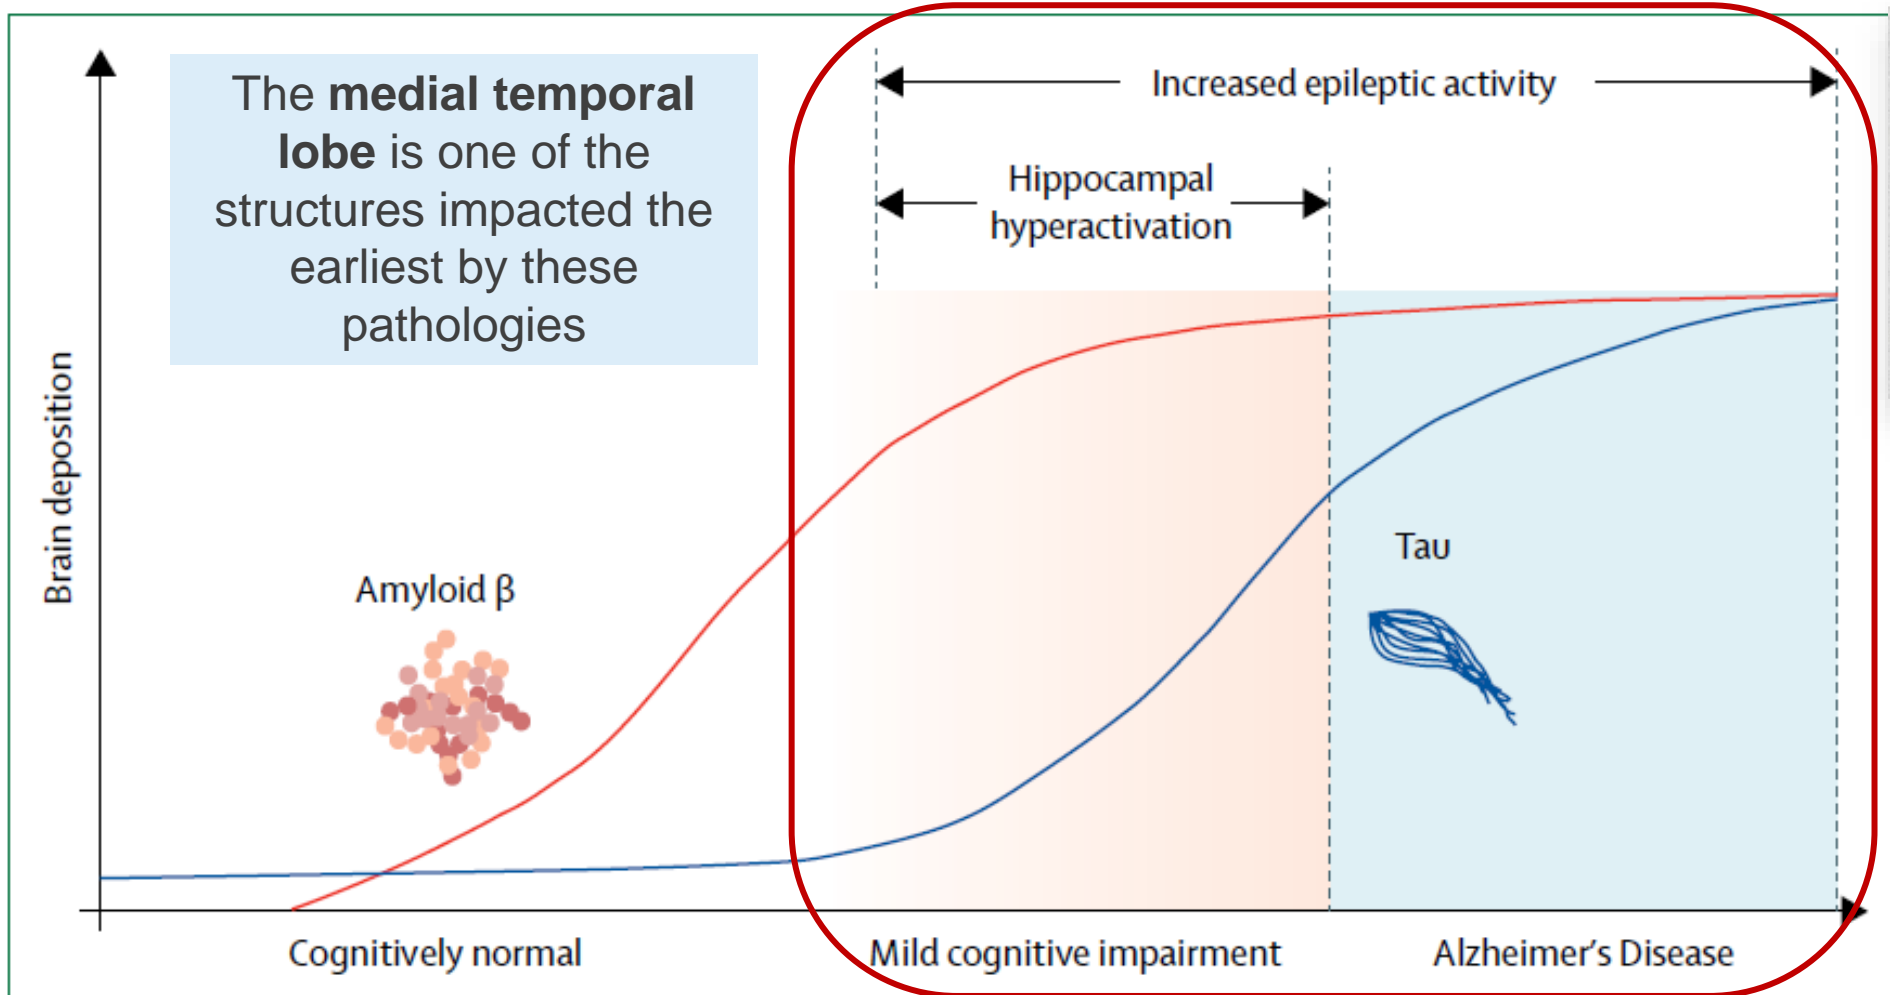 The medial temporal
lobe is one of the
structures impacted the
earliest by these
pathologies
Increased epileptic activity
Hippocampal
hyperactivation
Brain deposition
Amyloid β
Tau
Cognitively normal
Mild cognitive impairment
Alzheimer's Disease